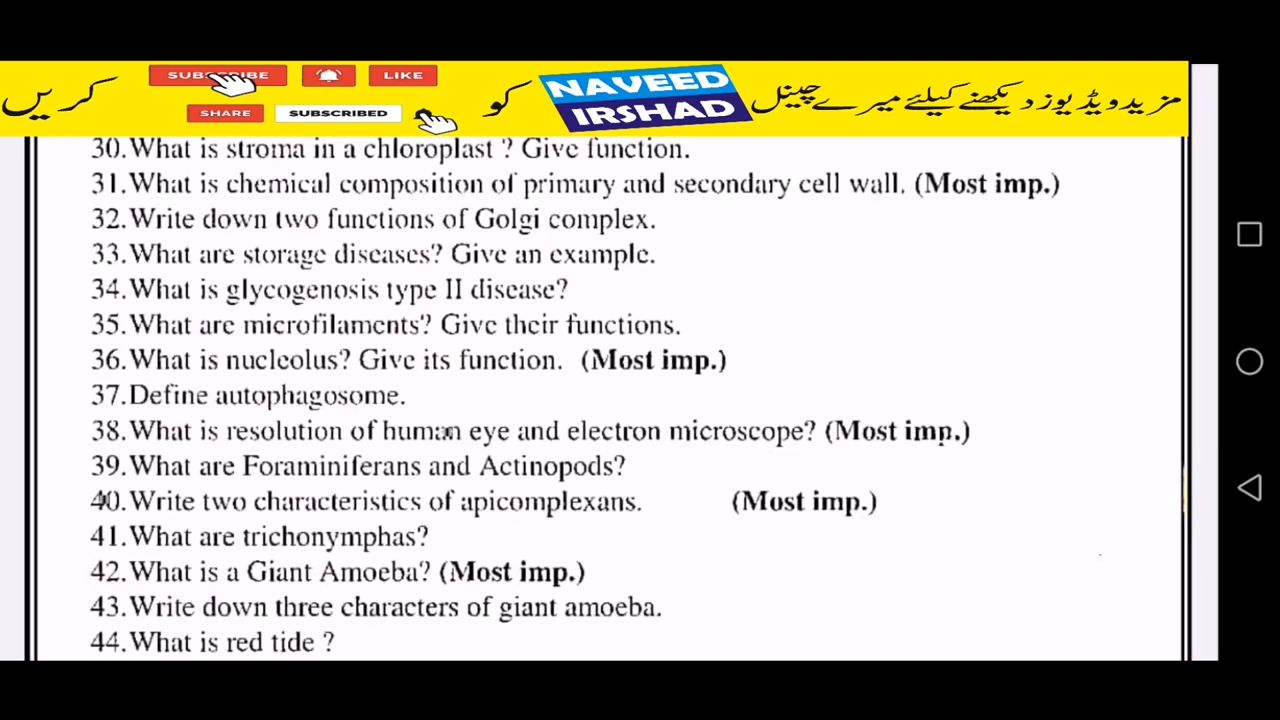 SUBSCRIBE LIKE
مزید ویڈیوز دیکھنے کیلئے میرے چینل NAVEED IRSHAD کو کریں
SHARE SUBSCRIBED
30.What is stroma in a chloroplast ? Give function.
31.What is chemical composition of primary and secondary cell wall. (Most imp.)
32.Write down two functions of Golgi complex.
33.What are storage diseases? Give an example.
34.What is glycogenosis type II disease?
35.What are microfilaments? Give their functions.
36.What is nucleolus? Give its function. (Most imp.)
37.Define autophagosome.
38.What is resolution of human eye and electron microscope? (Most imp.)
39.What are Foraminiferans and Actinopods?
40.Write two characteristics of apicomplexans. (Most imp.)
41.What are trichonymphas?
42.What is a Giant Amoeba? (Most imp.)
43.Write down three characters of giant amoeba.
44.What is red tide ?